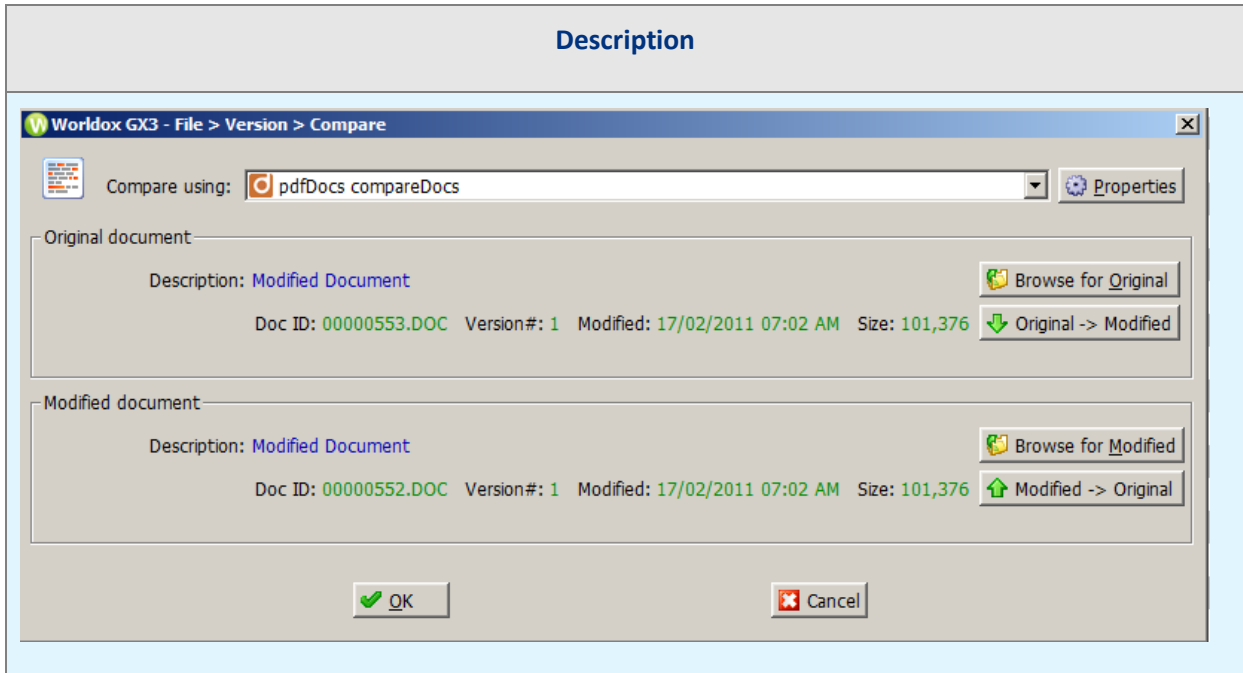 Description
Worldox GX3 - File > Version > Compare
Compare using: pdfDocs compareDocs Properties
Original document
Description: Modified Document Browse for Original
Doc ID: 00000553.DOC Version#: 1 Modified: 17/02/2011 07:02 AM Size: 101,376 Original -> Modified
Modified document
Description: Modified Document Browse for Modified
Doc ID: 00000552.DOC Version#: 1 Modified: 17/02/2011 07:02 AM Size: 101,376 Modified -> Original
OK Cancel